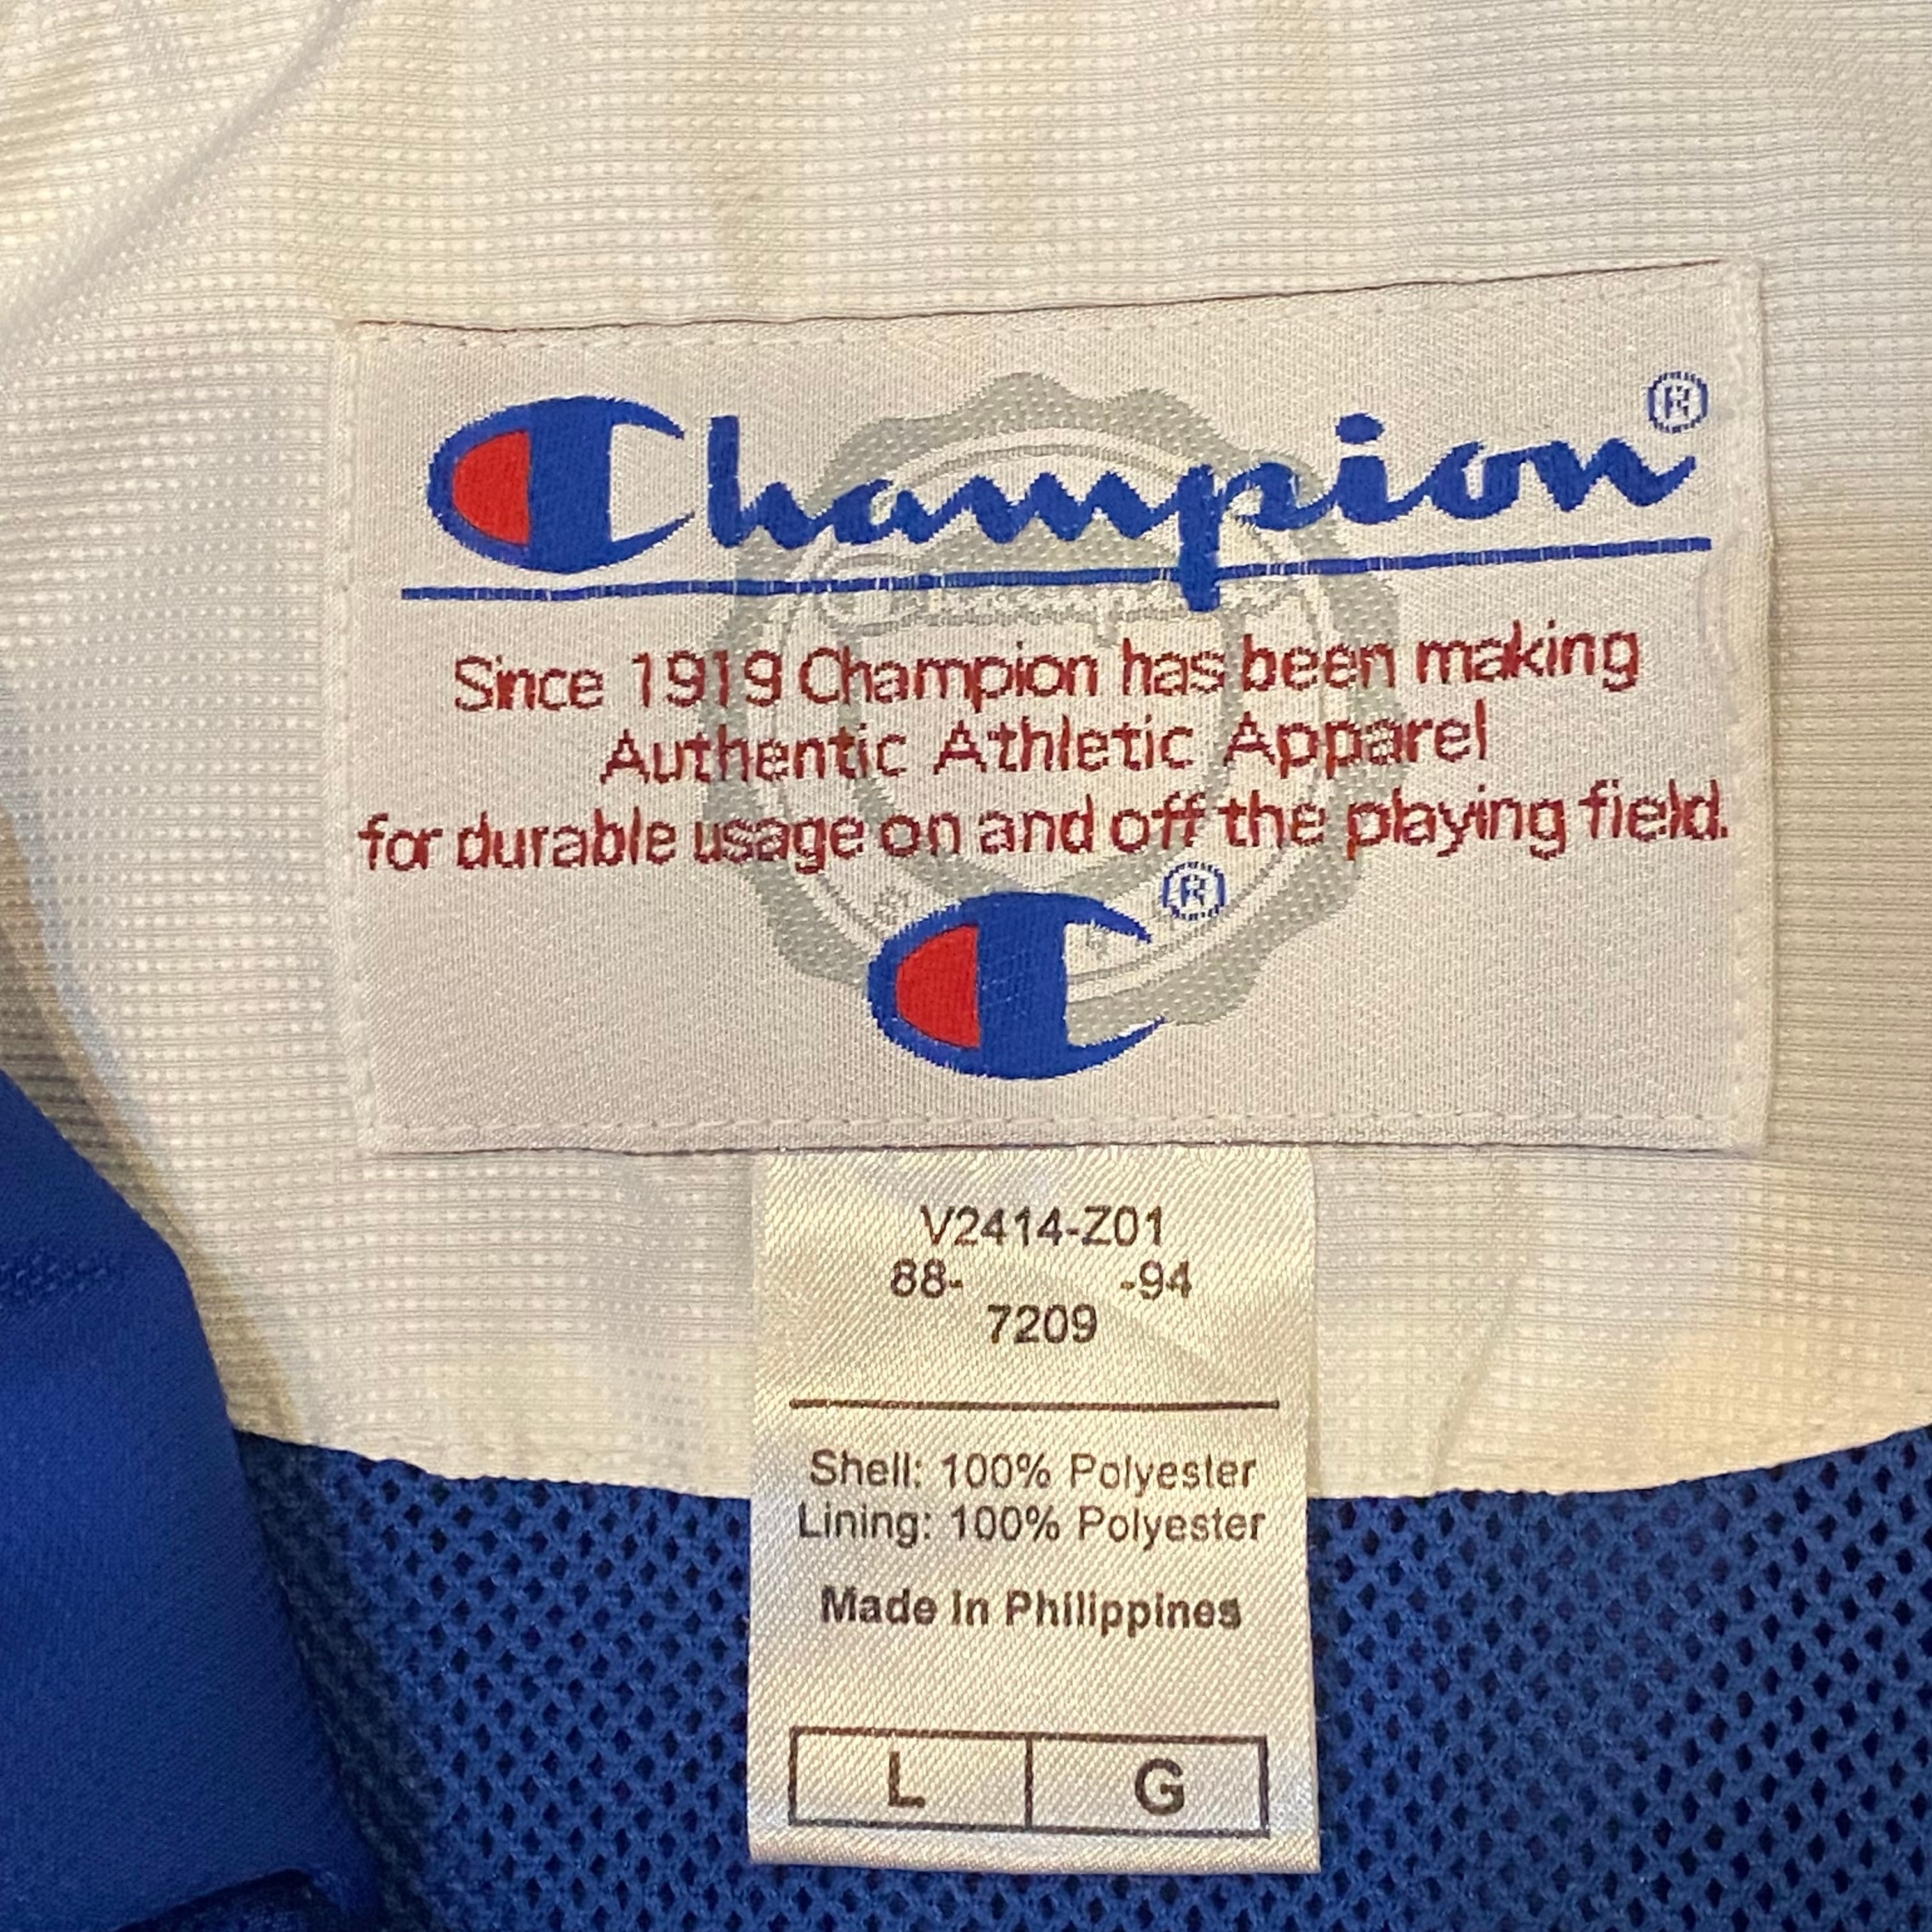 Champion®
Since 1919 Champion has been making
Authentic Athletic Apparel
for durable usage on and off the playing field.
®
V2414-Z01
88- -94
7209
Shell: 100% Polyester
Lining: 100% Polyester
Made In Philippines
L G